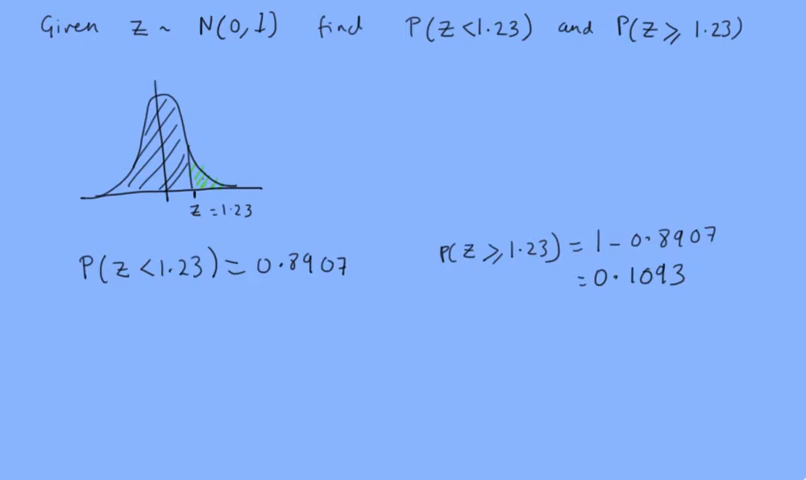 Given Z ~ N(0,1) find P(Z<1.23) and P(Z⩾1.23)
Z = 1.23
P(Z<1.23) = 0.8907
P(Z⩾1.23) = 1 - 0.8907
= 0.1093